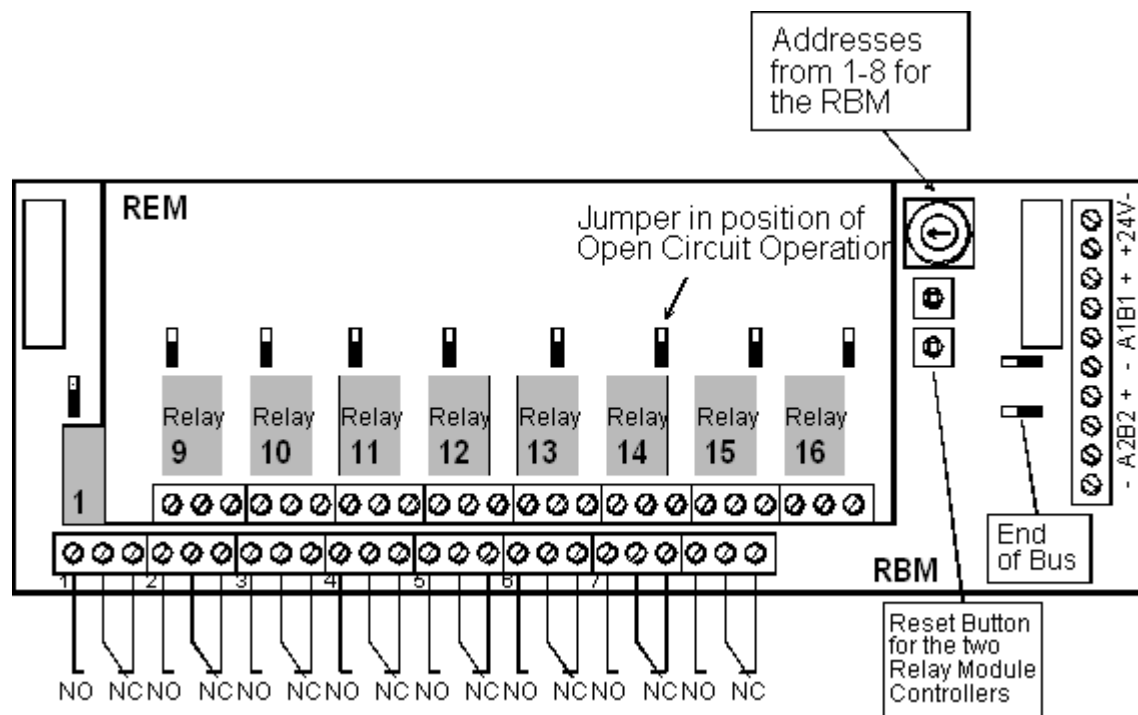 Addresses
from 1-8 for
the RBM
REM
Jumper in position of
Open Circuit Operation
- A2B2 + - A1B1 + +24V-
Relay
9
Relay
10
Relay
11
Relay
12
Relay
13
Relay
14
Relay
15
Relay
16
1
End
of Bus
RBM
1 2 3 4 5 6 7
NO NC NO NC NO NC NO NC NO NC NO NC NO NC NO NC
Reset Button
for the two
Relay Module
Controllers